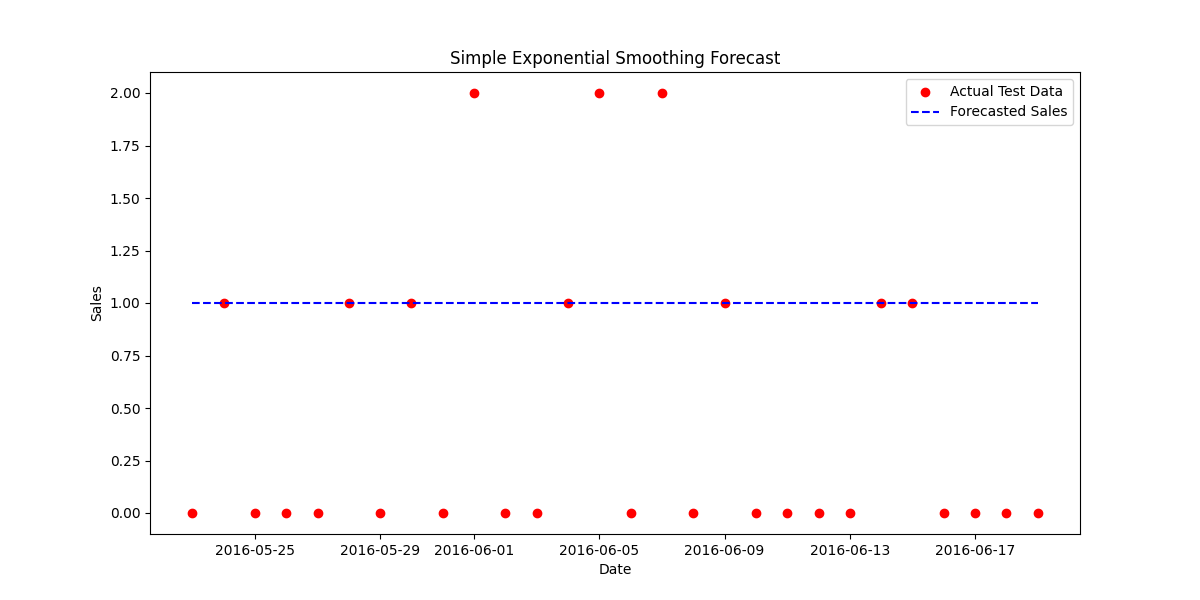 Simple Exponential Smoothing Forecast
Actual Test Data
Forecasted Sales
2.00
1.75
1.50
1.25
1.00
0.75
0.50
0.25
0.00
Sales
2016-05-25 2016-05-29 2016-06-01 2016-06-05 2016-06-09 2016-06-13 2016-06-17
Date